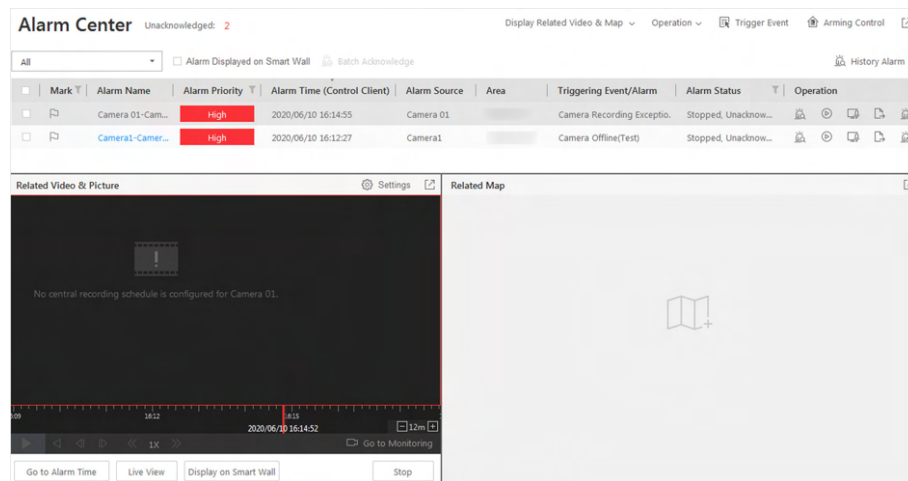 Alarm Center Unacknowledged: 2 Display Related Video & Map Operation Trigger Event Arming Control
All Alarm Displayed on Smart Wall Batch Acknowledge History Alarm
Mark Alarm Name Alarm Priority Alarm Time (Control Client) Alarm Source Area Triggering Event/Alarm Alarm Status Operation
Camera 01-Cam... High 2020/06/10 16:14:55 Camera 01 Camera Recording Exceptio. Stopped, Unacknow...
Camera1-Camer... High 2020/06/10 16:12:27 Camera1 Camera Offline(Test) Stopped, Unacknow...
Related Video & Picture Settings Related Map
No central recording schedule is configured for Camera 01.
:09 16:12 16:15
2020/06/10 16:14:52 12m
1X Go to Monitoring
Go to Alarm Time Live View Display on Smart Wall Stop